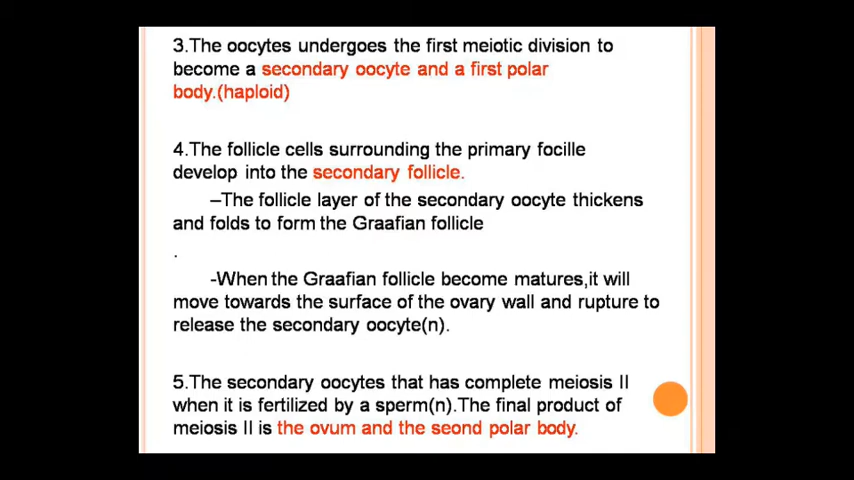 3.The oocytes undergoes the first meiotic division to
become a secondary oocyte and a first polar
body.(haploid)
4.The follicle cells surrounding the primary focille
develop into the secondary follicle.
–The follicle layer of the secondary oocyte thickens
and folds to form the Graafian follicle
.
-When the Graafian follicle become matures,it will
move towards the surface of the ovary wall and rupture to
release the secondary oocyte(n).
5.The secondary oocytes that has complete meiosis II
when it is fertilized by a sperm(n).The final product of
meiosis II is the ovum and the seond polar body.